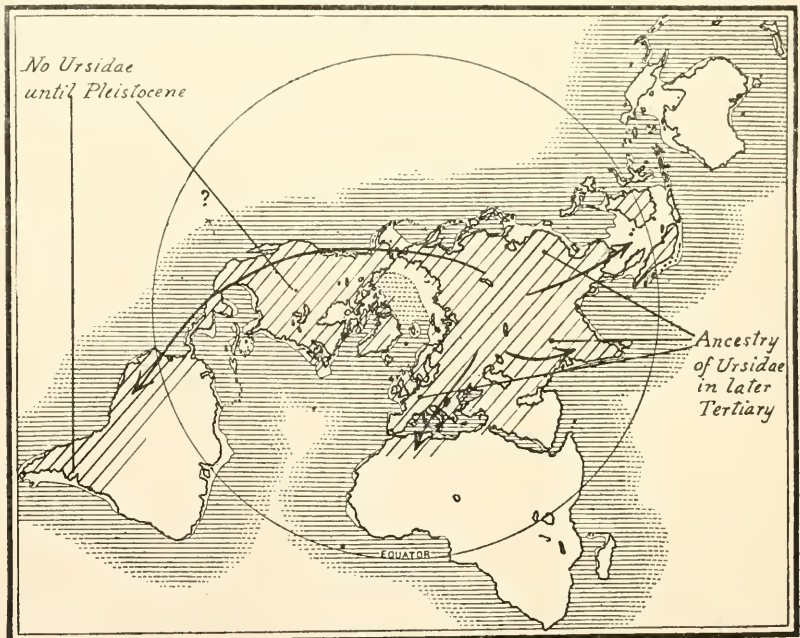 No Ursidae
until Pleistocene
?
Ancestry
of Ursidae
in later
Tertiary
EQUATOR